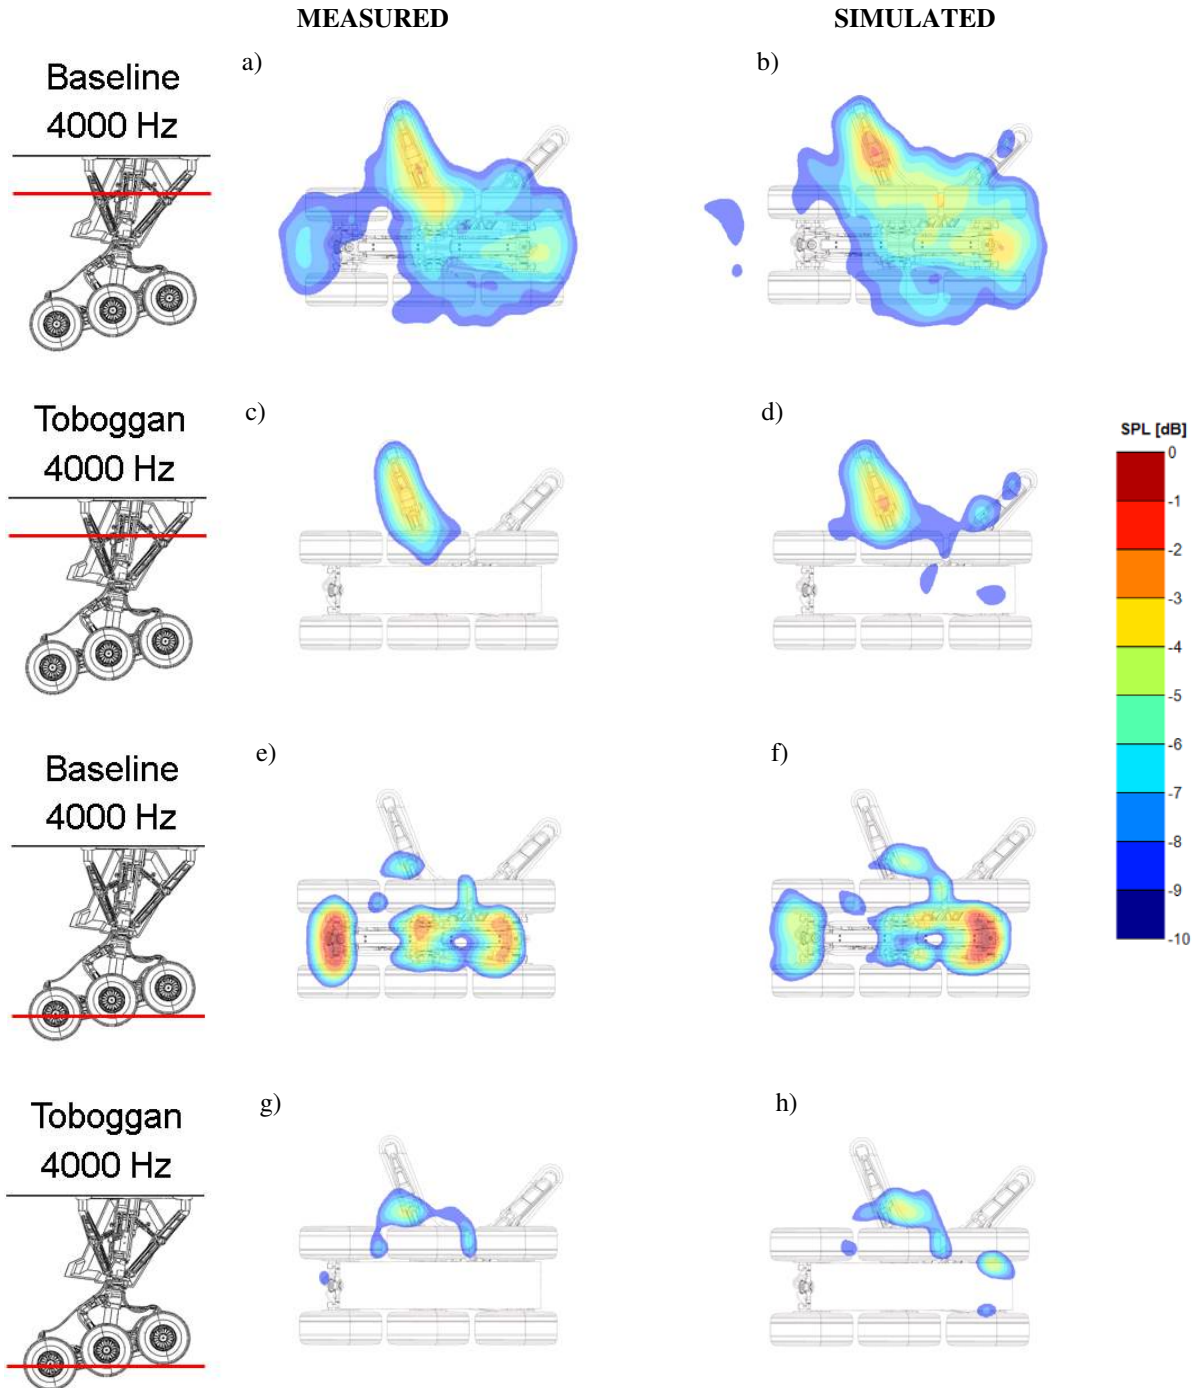 MEASURED
SIMULATED
Baseline
4000 Hz
a)
b)
Toboggan
4000 Hz
c)
d)
SPL [dB]
0
-1
-2
-3
-4
-5
-6
-7
-8
-9
-10
Baseline
4000 Hz
e)
f)
Toboggan
4000 Hz
g)
h)